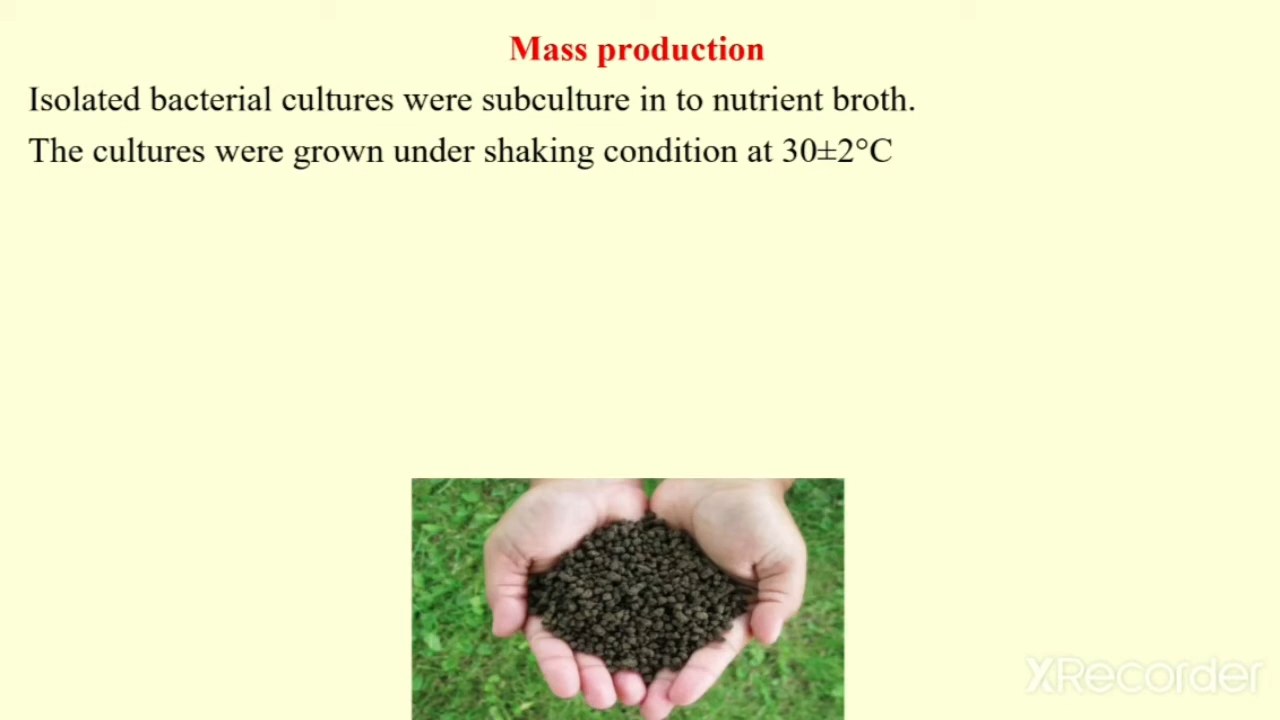 Mass production
Isolated bacterial cultures were subculture in to nutrient broth.
The cultures were grown under shaking condition at 30±2°C
XRecorder